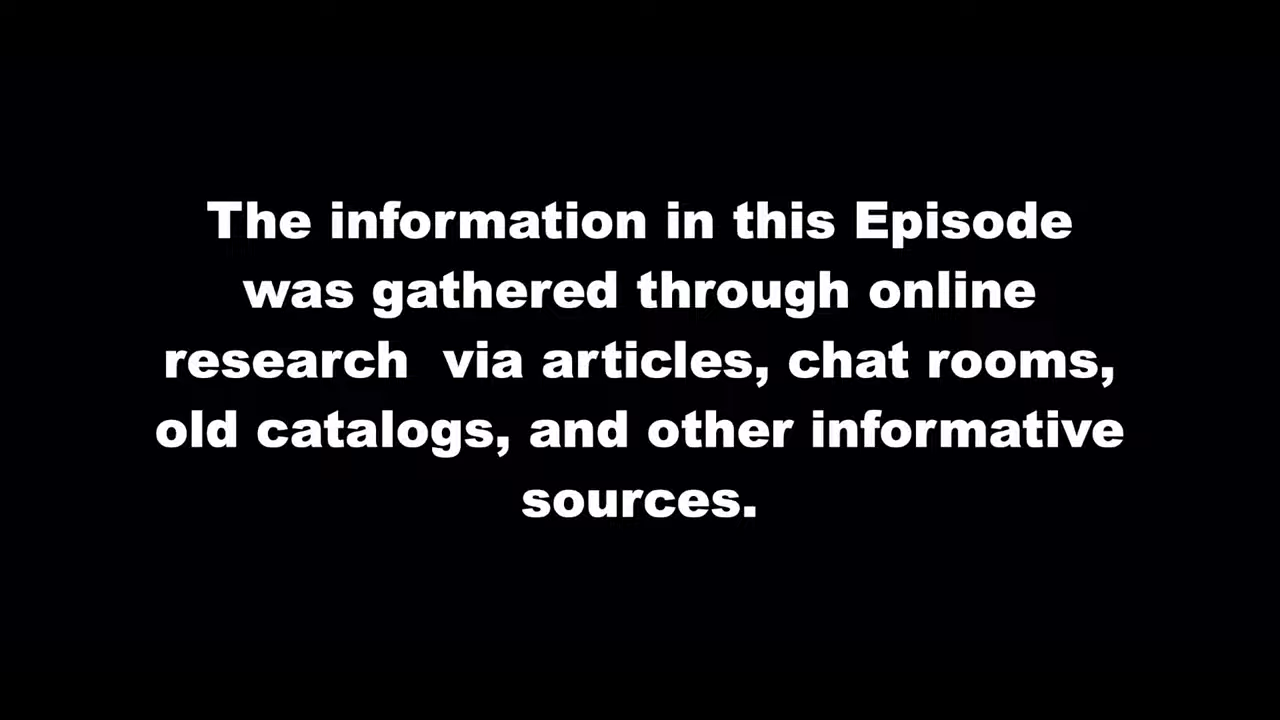 The information in this Episode
was gathered through online
research  via articles, chat rooms,
old catalogs, and other informative
sources.